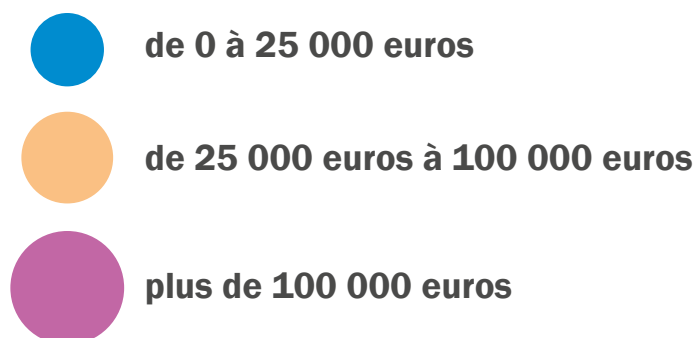 de 0 à 25 000 euros
de 25 000 euros à 100 000 euros
plus de 100 000 euros